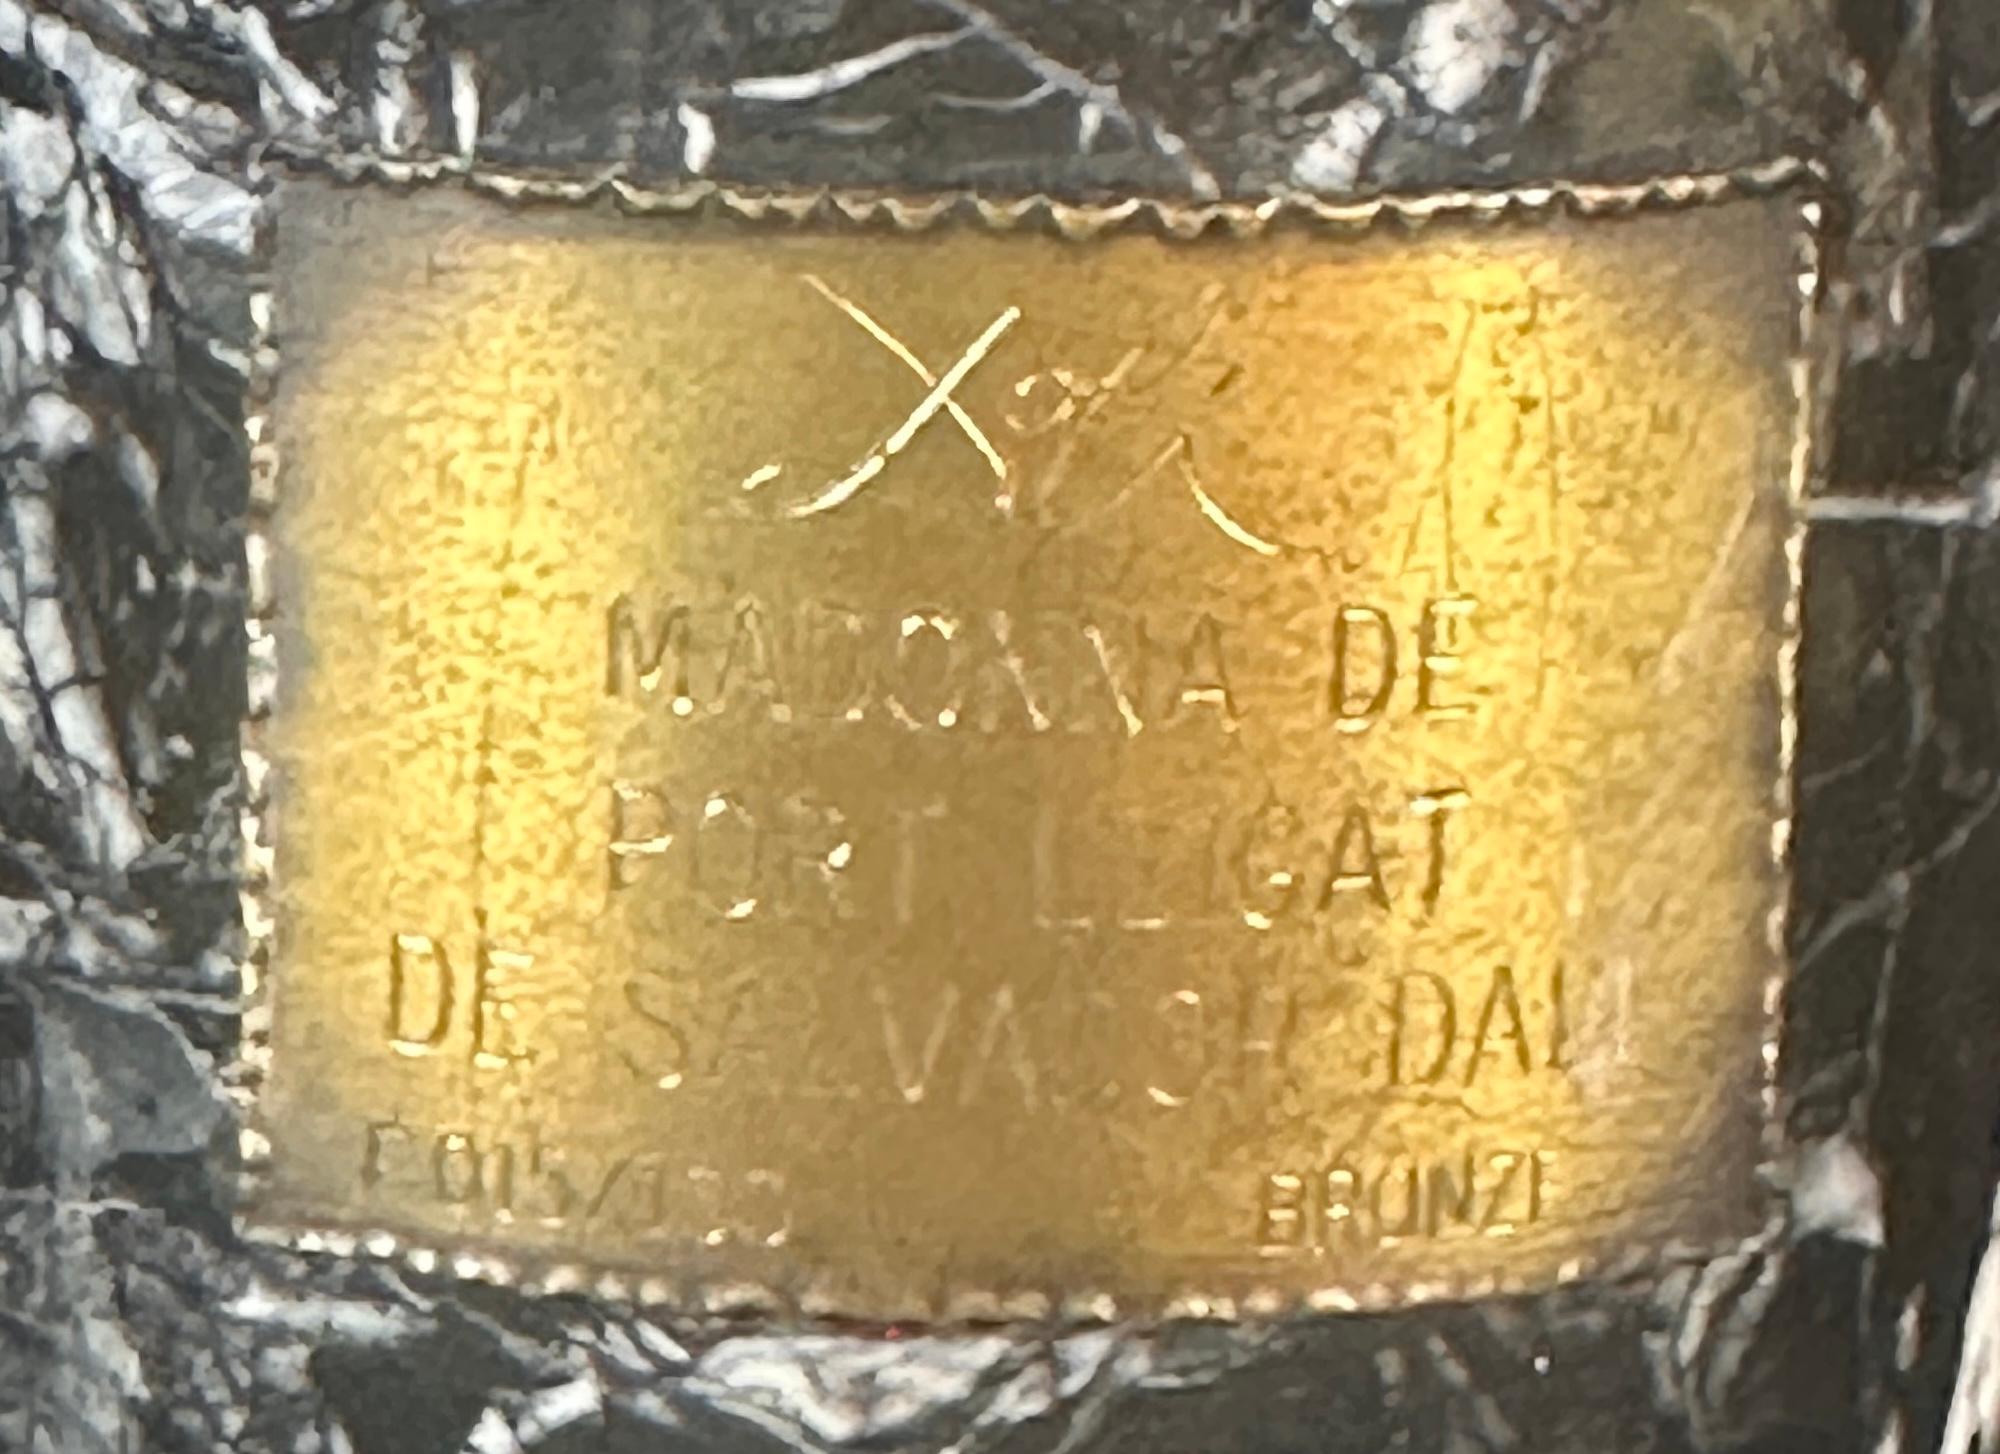 MADONNA DE
PORT LLIGAT
DE SALVADOR DALI
BRONZE